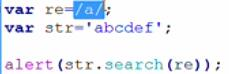 var re=/a/;
var str='abcdef';
alert(str.search(re));